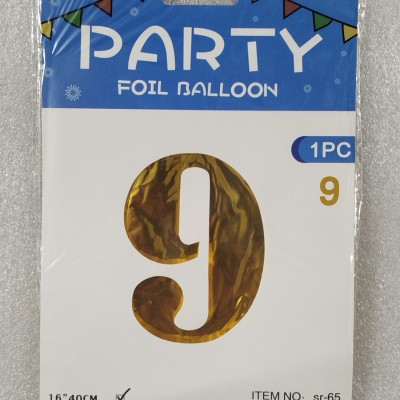 PARTY
FOIL BALLOON
1PC
9
9
16"40CM
ITEM NO: sr-65